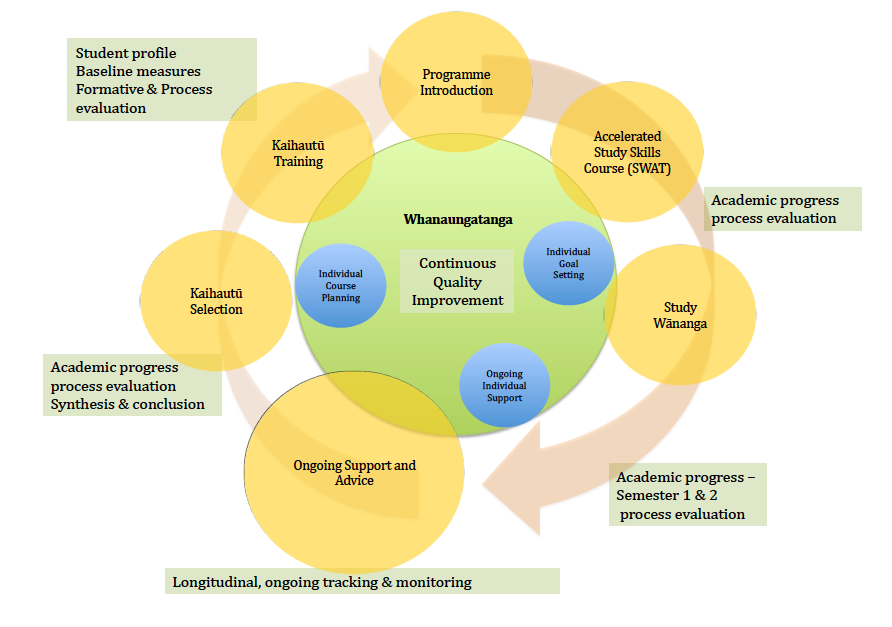 Student profile
Baseline measures
Formative & Process
evaluation
Programme
Introduction
Kaihautū
Training
Accelerated
Study Skills
Course (SWAT)
Academic progress
process evaluation
Whanaungatanga
Continuous
Quality
Improvement
Individual
Course
Planning
Individual
Goal
Setting
Ongoing
Individual
Support
Kaihautū
Selection
Study
Wānanga
Academic progress
process evaluation
Synthesis & conclusion
Ongoing Support and
Advice
Academic progress –
Semester 1 & 2
process evaluation
Longitudinal, ongoing tracking & monitoring